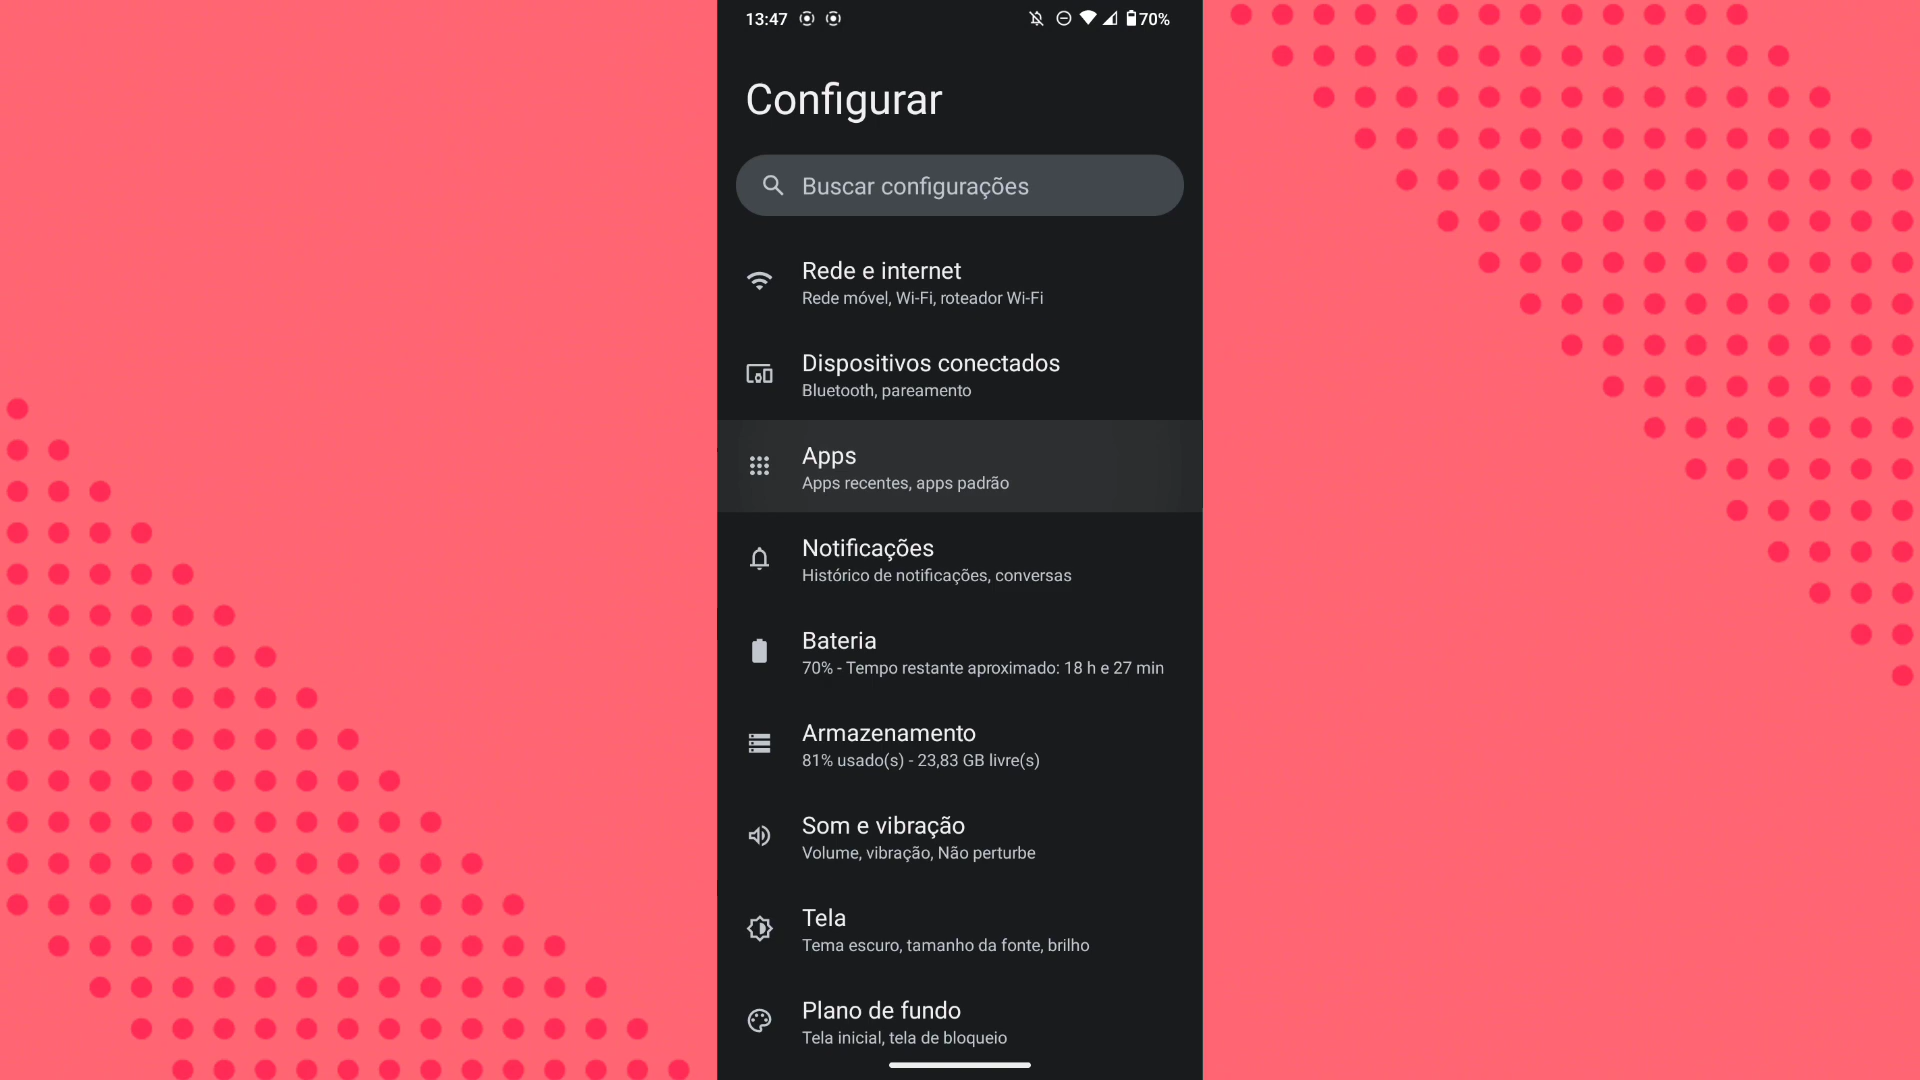 13:47 70%
Configurar
Buscar configurações
Rede e internet
Rede móvel, Wi-Fi, roteador Wi-Fi
Dispositivos conectados
Bluetooth, pareamento
Apps
Apps recentes, apps padrão
Notificações
Histórico de notificações, conversas
Bateria
70% - Tempo restante aproximado: 18 h e 27 min
Armazenamento
81% usado(s) - 23,83 GB livre(s)
Som e vibração
Volume, vibração, Não perturbe
Tela
Tema escuro, tamanho da fonte, brilho
Plano de fundo
Tela inicial, tela de bloqueio